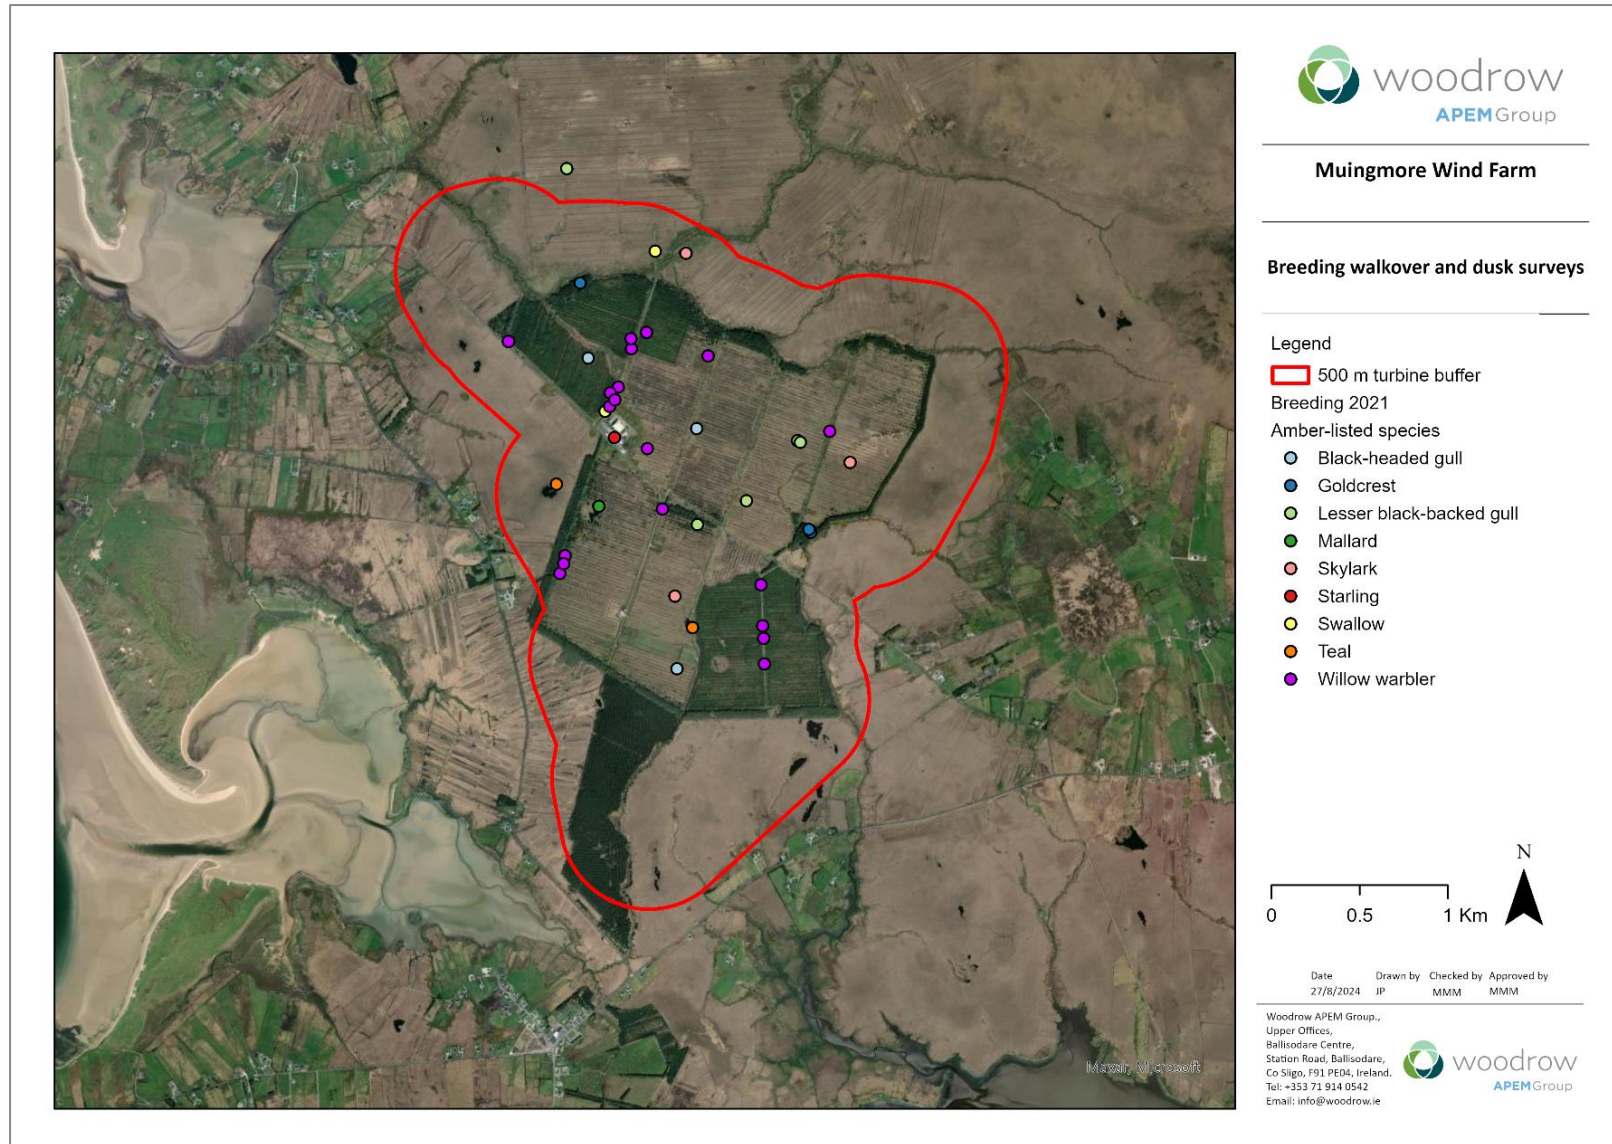 woodrow
APEM Group
Muingmore Wind Farm
Breeding walkover and dusk surveys
Legend
500 m turbine buffer
Breeding 2021
Amber-listed species
Black-headed gull
Goldcrest
Lesser black-backed gull
Mallard
Skylark
Starling
Swallow
Teal
Willow warbler
N
0 0.5 1 Km
Date Drawn by Checked by Approved by
27/8/2024 JP MMM MMM
Woodrow APEM Group.,
Upper Offices,
Ballisodare Centre,
Station Road, Ballisodare,
Co Sligo, F91 PE04, Ireland.
Tel: +353 71 914 0542
Email: info@woodrow.ie
woodrow
APEM Group
Maxar, Microsoft